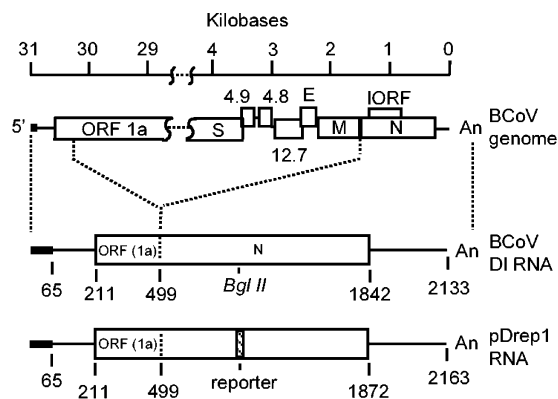 Kilobases
31 30 29 4 3 2 1 0
4.9 4.8 E IORF
5' ORF 1a S M N An BCoV
genome
12.7
ORF (1a) N An BCoV
DI RNA
65 211 499 Bgl II 1842 2133
ORF (1a) An pDrep1
RNA
65 211 499 reporter 1872 2163